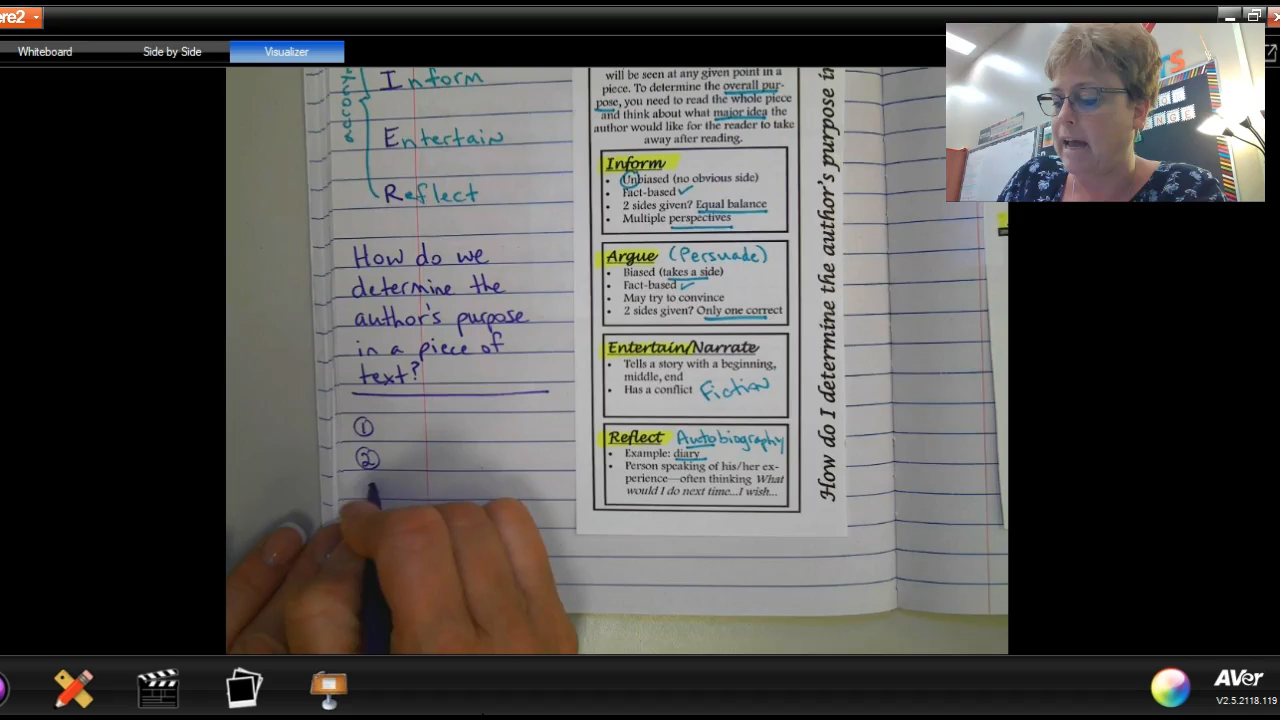 ere2
Whiteboard
Side by Side
Visualizer
Inform
Entertain
Reflect
How do we
determine the
author's purpose
in a piece of
text?
①
②
will be seen at any given point in a
piece. To determine the overall pur-
pose, you need to read the whole piece
and think about what major idea the
author would like for the reader to take
away after reading.
Inform
• Unbiased (no obvious side)
• Fact-based ✓
• 2 sides given? Equal balance
• Multiple perspectives
Argue (Persuade)
• Biased (takes a side)
• Fact-based ✓
• May try to convince
• 2 sides given? Only one correct
Entertain/Narrate
• Tells a story with a beginning,
middle, end
• Has a conflict Fiction
Reflect Autobiography
• Example: diary
• Person speaking of his/her ex-
perience—often thinking What
would I do next time...I wish...
How do I determine the author's purpose in
AVer
V2.5.2118.119